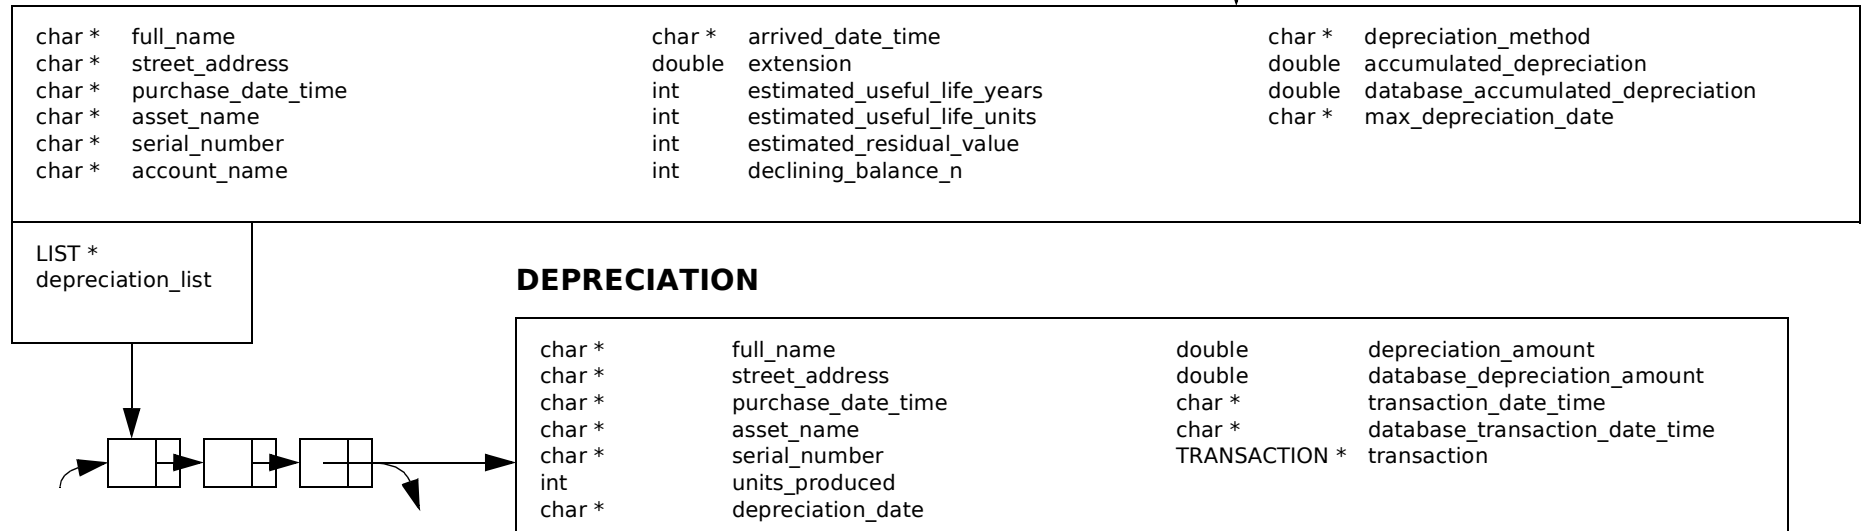 char * full_name
char * street_address
char * purchase_date_time
char * asset_name
char * serial_number
char * account_name
char * arrived_date_time
double extension
int estimated_useful_life_years
int estimated_useful_life_units
int estimated_residual_value
int declining_balance_n
char * depreciation_method
double accumulated_depreciation
double database_accumulated_depreciation
char * max_depreciation_date
LIST *
depreciation_list
DEPRECIATION
char * full_name
char * street_address
char * purchase_date_time
char * asset_name
char * serial_number
int units_produced
char * depreciation_date
double depreciation_amount
double database_depreciation_amount
char * transaction_date_time
char * database_transaction_date_time
TRANSACTION * transaction